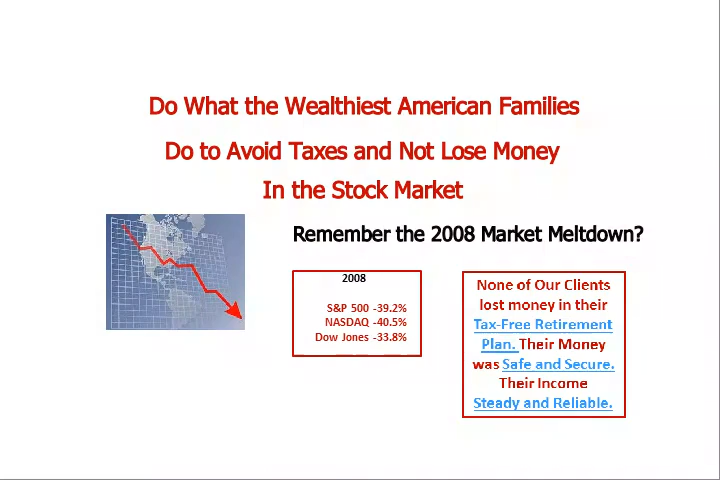 Do What the Wealthiest American Families
Do to Avoid Taxes and Not Lose Money
In the Stock Market
Remember the 2008 Market Meltdown?
2008
S&P 500 -39.2%
NASDAQ -40.5%
Dow Jones -33.8%
None of Our Clients
lost money in their
Tax-Free Retirement
Plan. Their Money
was Safe and Secure.
Their Income
Steady and Reliable.